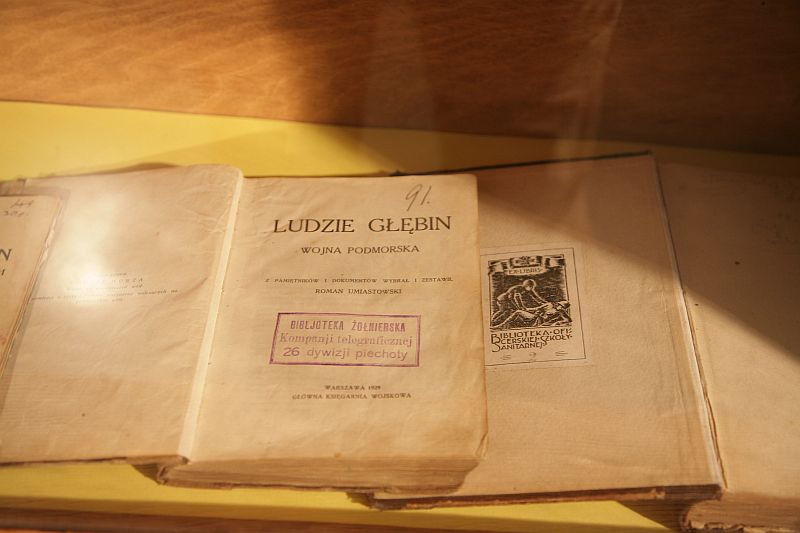 91.
LUDZIE GŁĘBIN
WOJNA PODMORSKA
Z PAMIĘTNIKÓW I DOKUMENTÓW WYBRAŁ I ZESTAWIŁ
ROMAN UMIASTOWSKI
BIBLJOTEKA ŻOŁNIERSKA
Kompanji telegraficznej
26 dywizji piechoty
WARSZAWA 1929
GŁÓWNA KSIĘGARNIA WOJSKOWA
EX-LIBRIS
BIBLIOTEKA·OFI-
CERSKIEJ·SZKOŁY·
SANITARNEJ